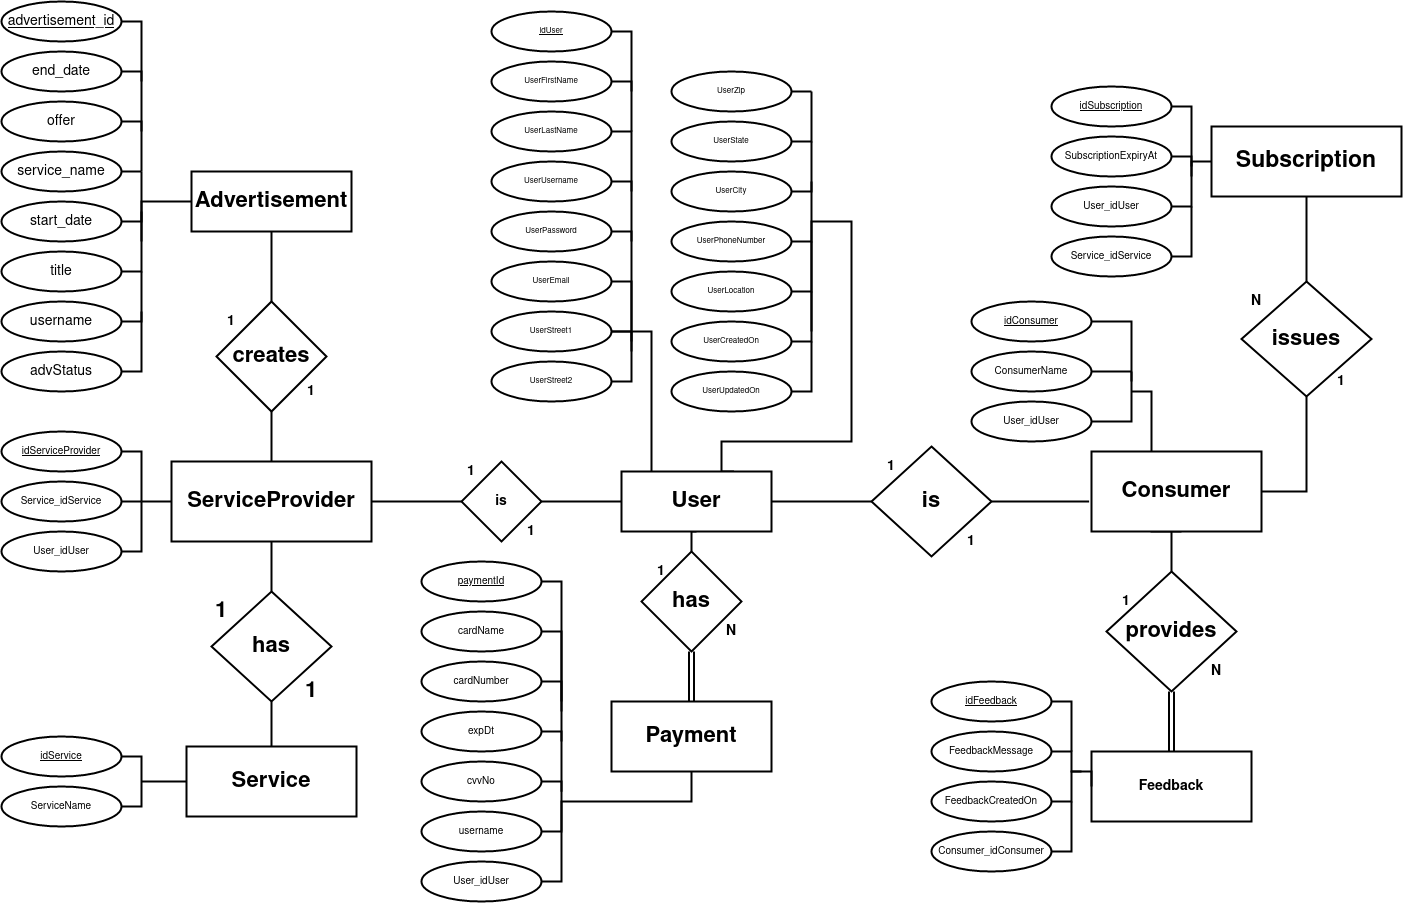 advertisement_id
end_date
offer
service_name
start_date
title
username
advStatus
Advertisement
1
creates
1
idServiceProvider
Service_idService
User_idUser
ServiceProvider
1
has
1
idService
ServiceName
Service
1
is
1
idUser
UserFirstName
UserLastName
UserUsername
UserPassword
UserEmail
UserStreet1
UserStreet2
UserZip
UserState
UserCity
UserPhoneNumber
UserLocation
UserCreatedOn
UserUpdatedOn
User
1
has
N
paymentId
cardName
cardNumber
expDt
cvvNo
username
User_idUser
Payment
1
is
1
idSubscription
SubscriptionExpiryAt
User_idUser
Service_idService
Subscription
N
issues
1
idConsumer
ConsumerName
User_idUser
Consumer
1
provides
N
idFeedback
FeedbackMessage
FeedbackCreatedOn
Consumer_idConsumer
Feedback